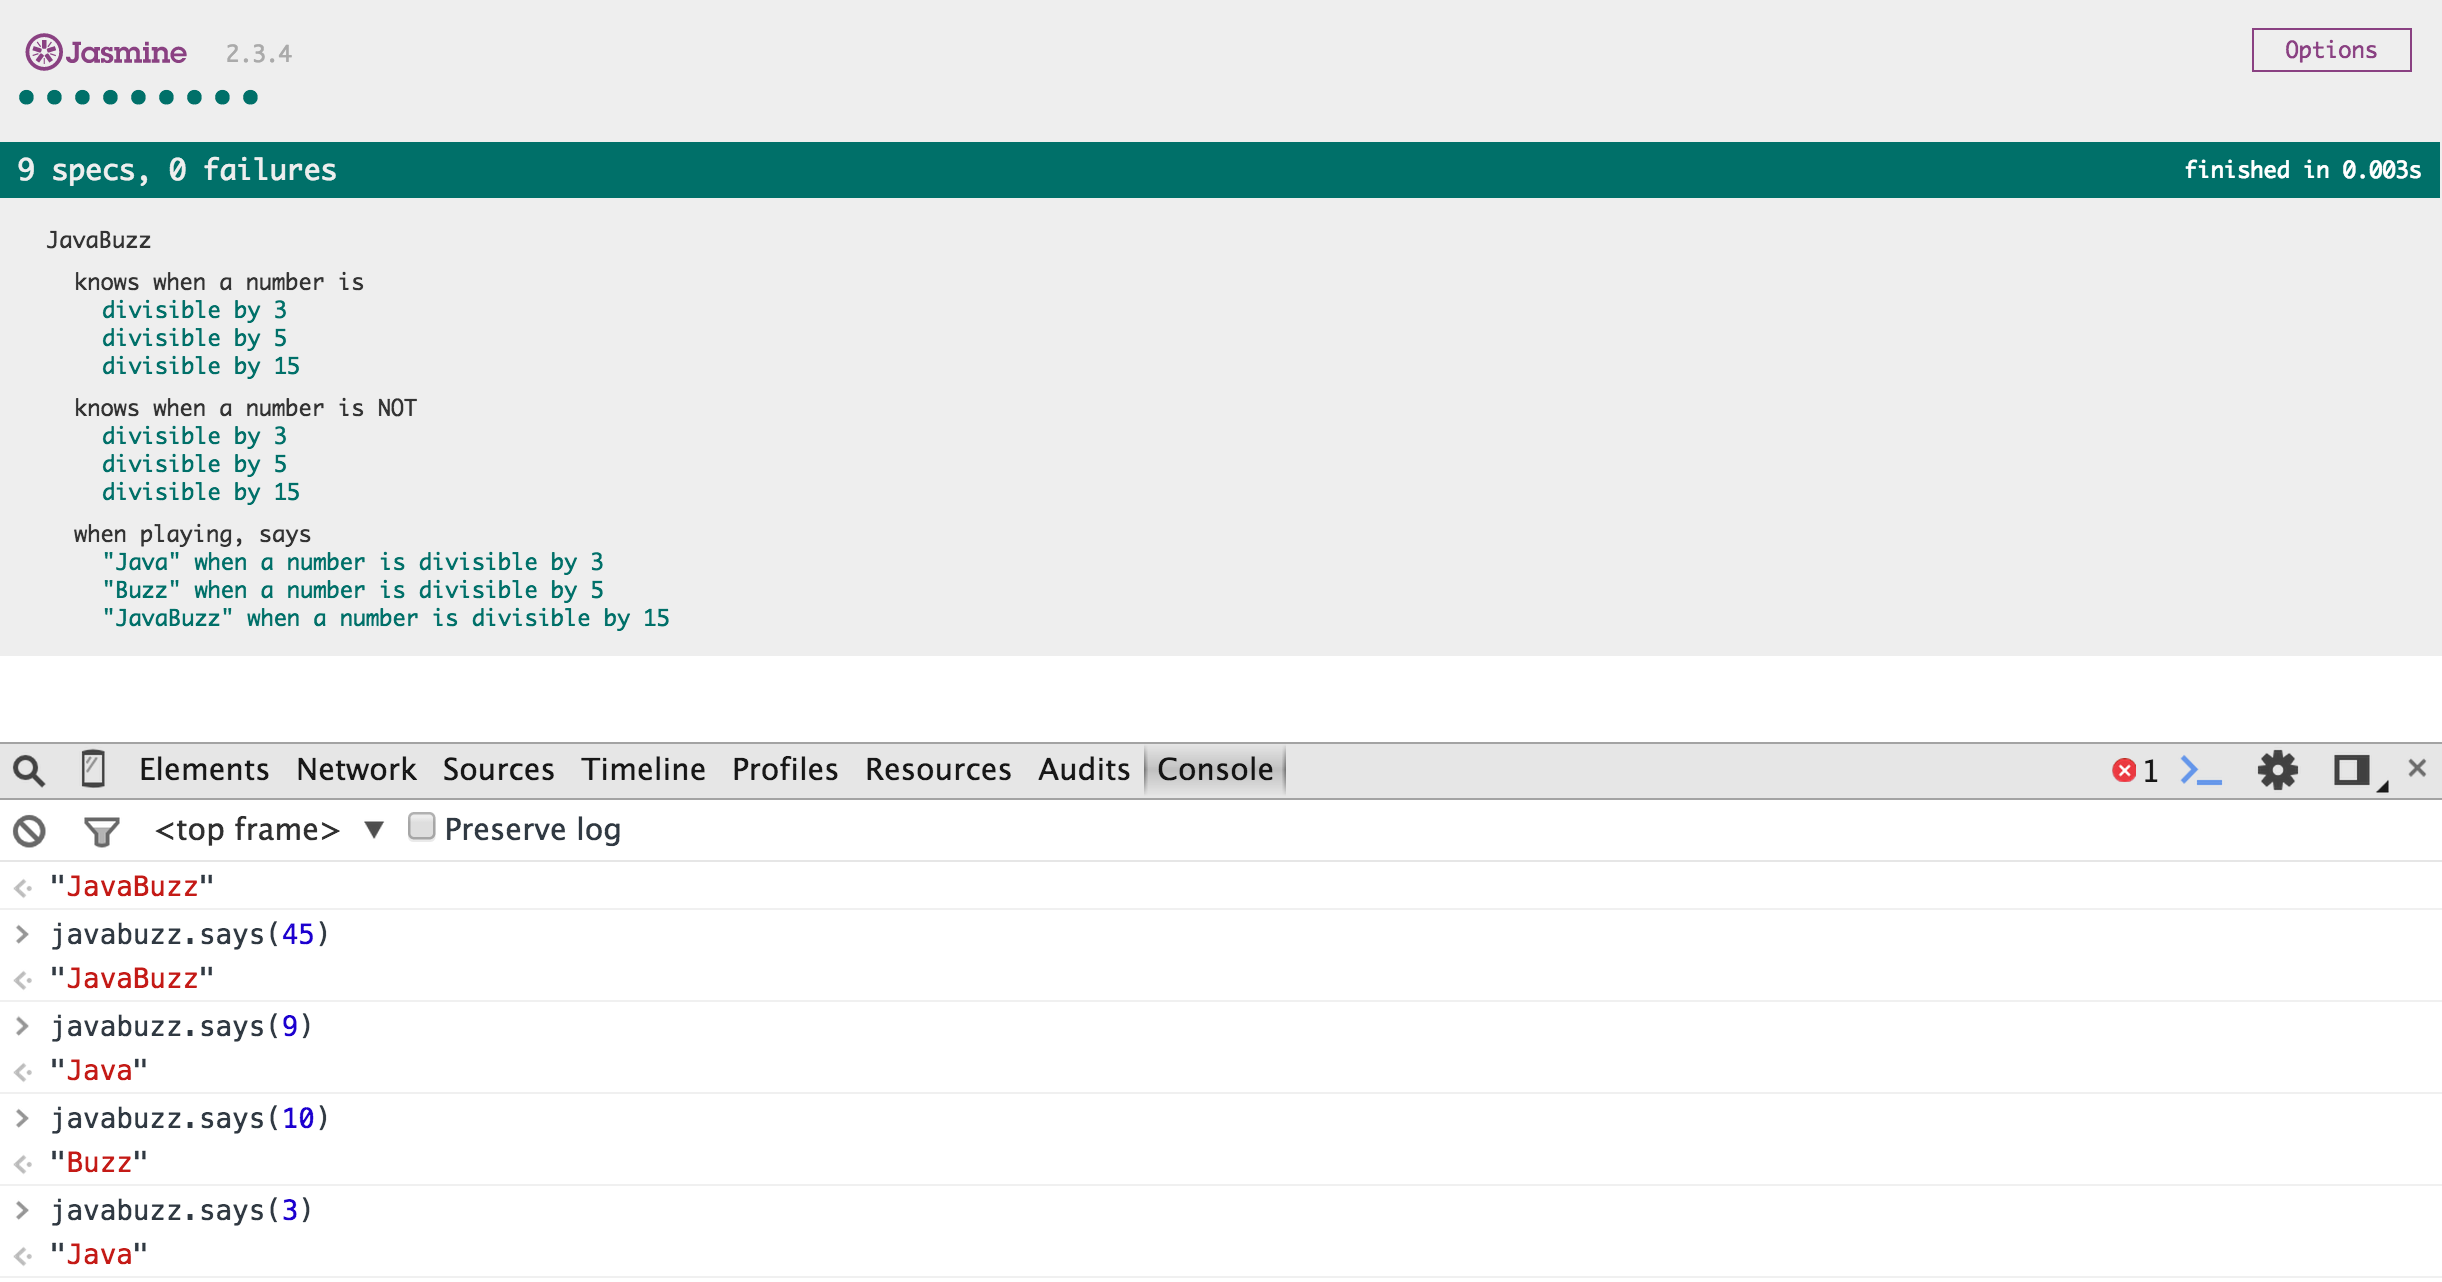 Jasmine 2.3.4 Options
9 specs, 0 failures finished in 0.003s
JavaBuzz
knows when a number is
divisible by 3
divisible by 5
divisible by 15
knows when a number is NOT
divisible by 3
divisible by 5
divisible by 15
when playing, says
"Java" when a number is divisible by 3
"Buzz" when a number is divisible by 5
"JavaBuzz" when a number is divisible by 15
Elements Network Sources Timeline Profiles Resources Audits Console 1
<top frame> Preserve log
"JavaBuzz"
javabuzz.says(45)
"JavaBuzz"
javabuzz.says(9)
"Java"
javabuzz.says(10)
"Buzz"
javabuzz.says(3)
"Java"